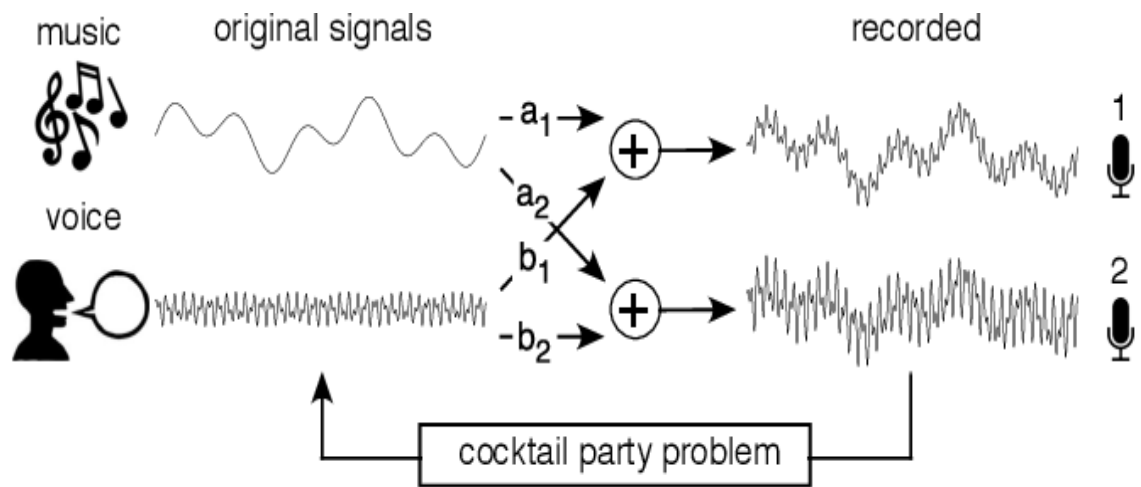 music
original signals
recorded
a1
1
+
a2
voice
b1
2
+
b2
cocktail party problem